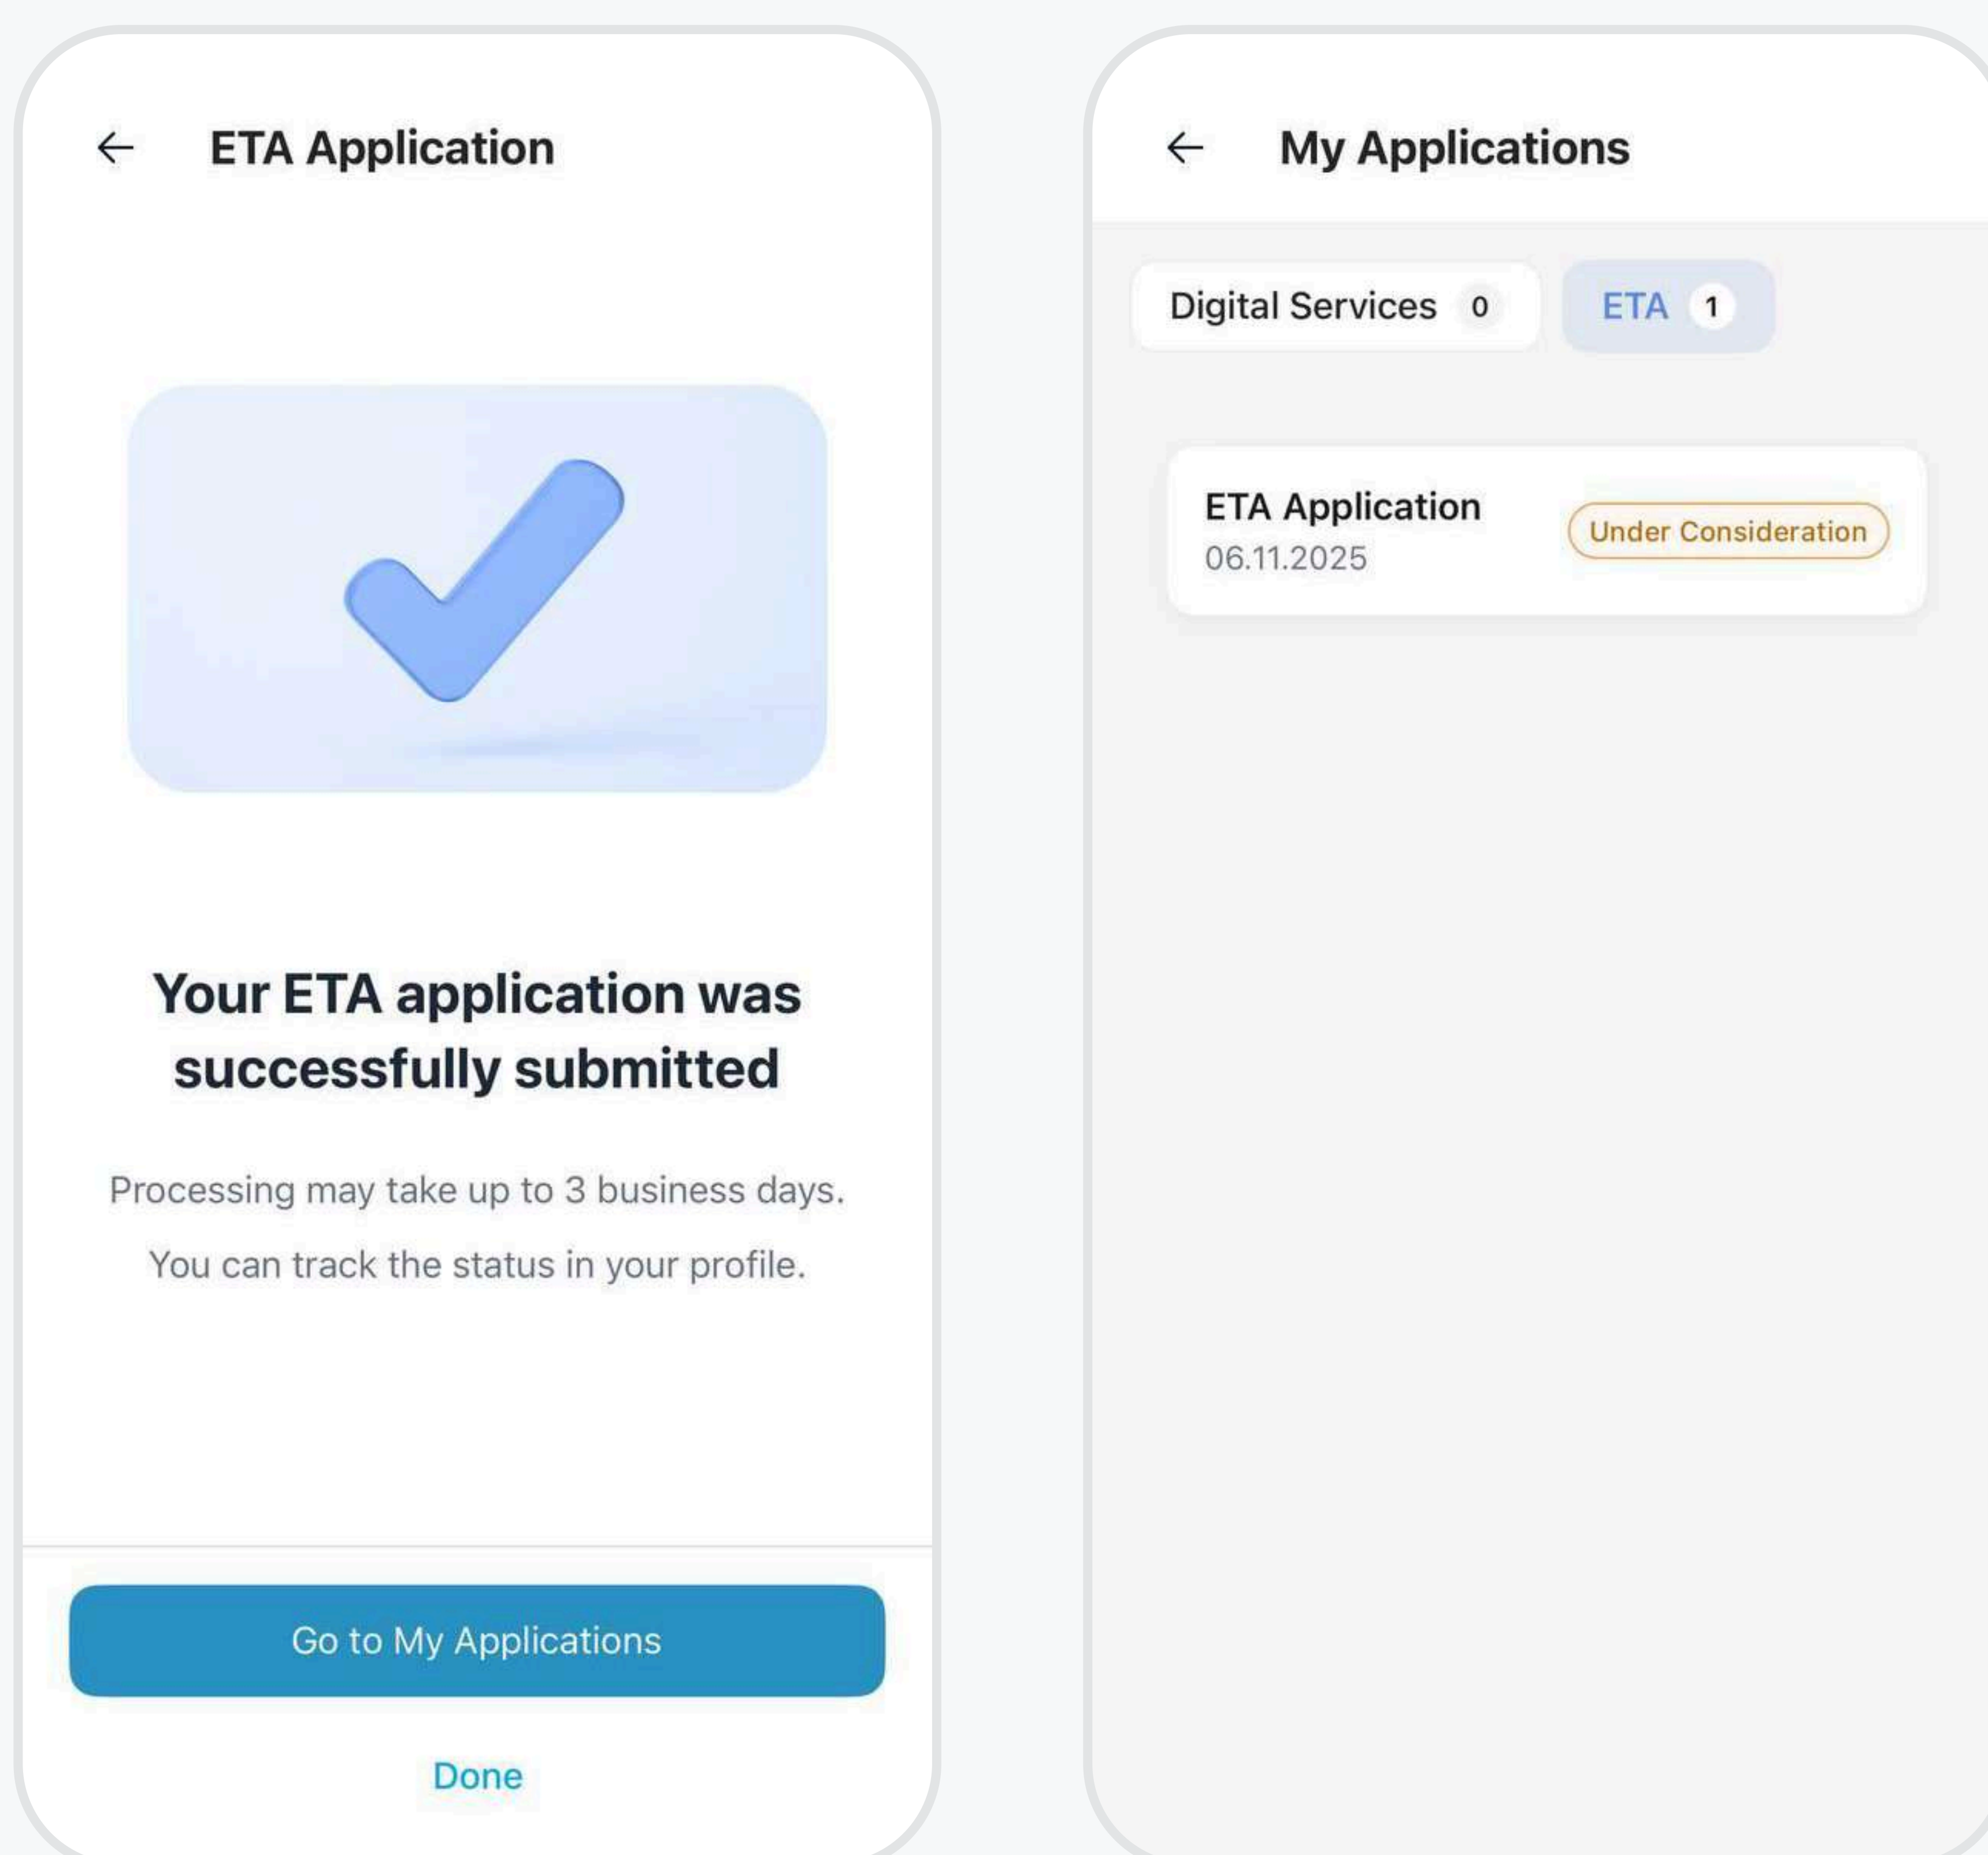 ETA Application
Your ETA application was
successfully submitted
Processing may take up to 3 business days.
You can track the status in your profile.
Go to My Applications
Done
My Applications
Digital Services 0
ETA 1
ETA Application
06.11.2025
Under Consideration